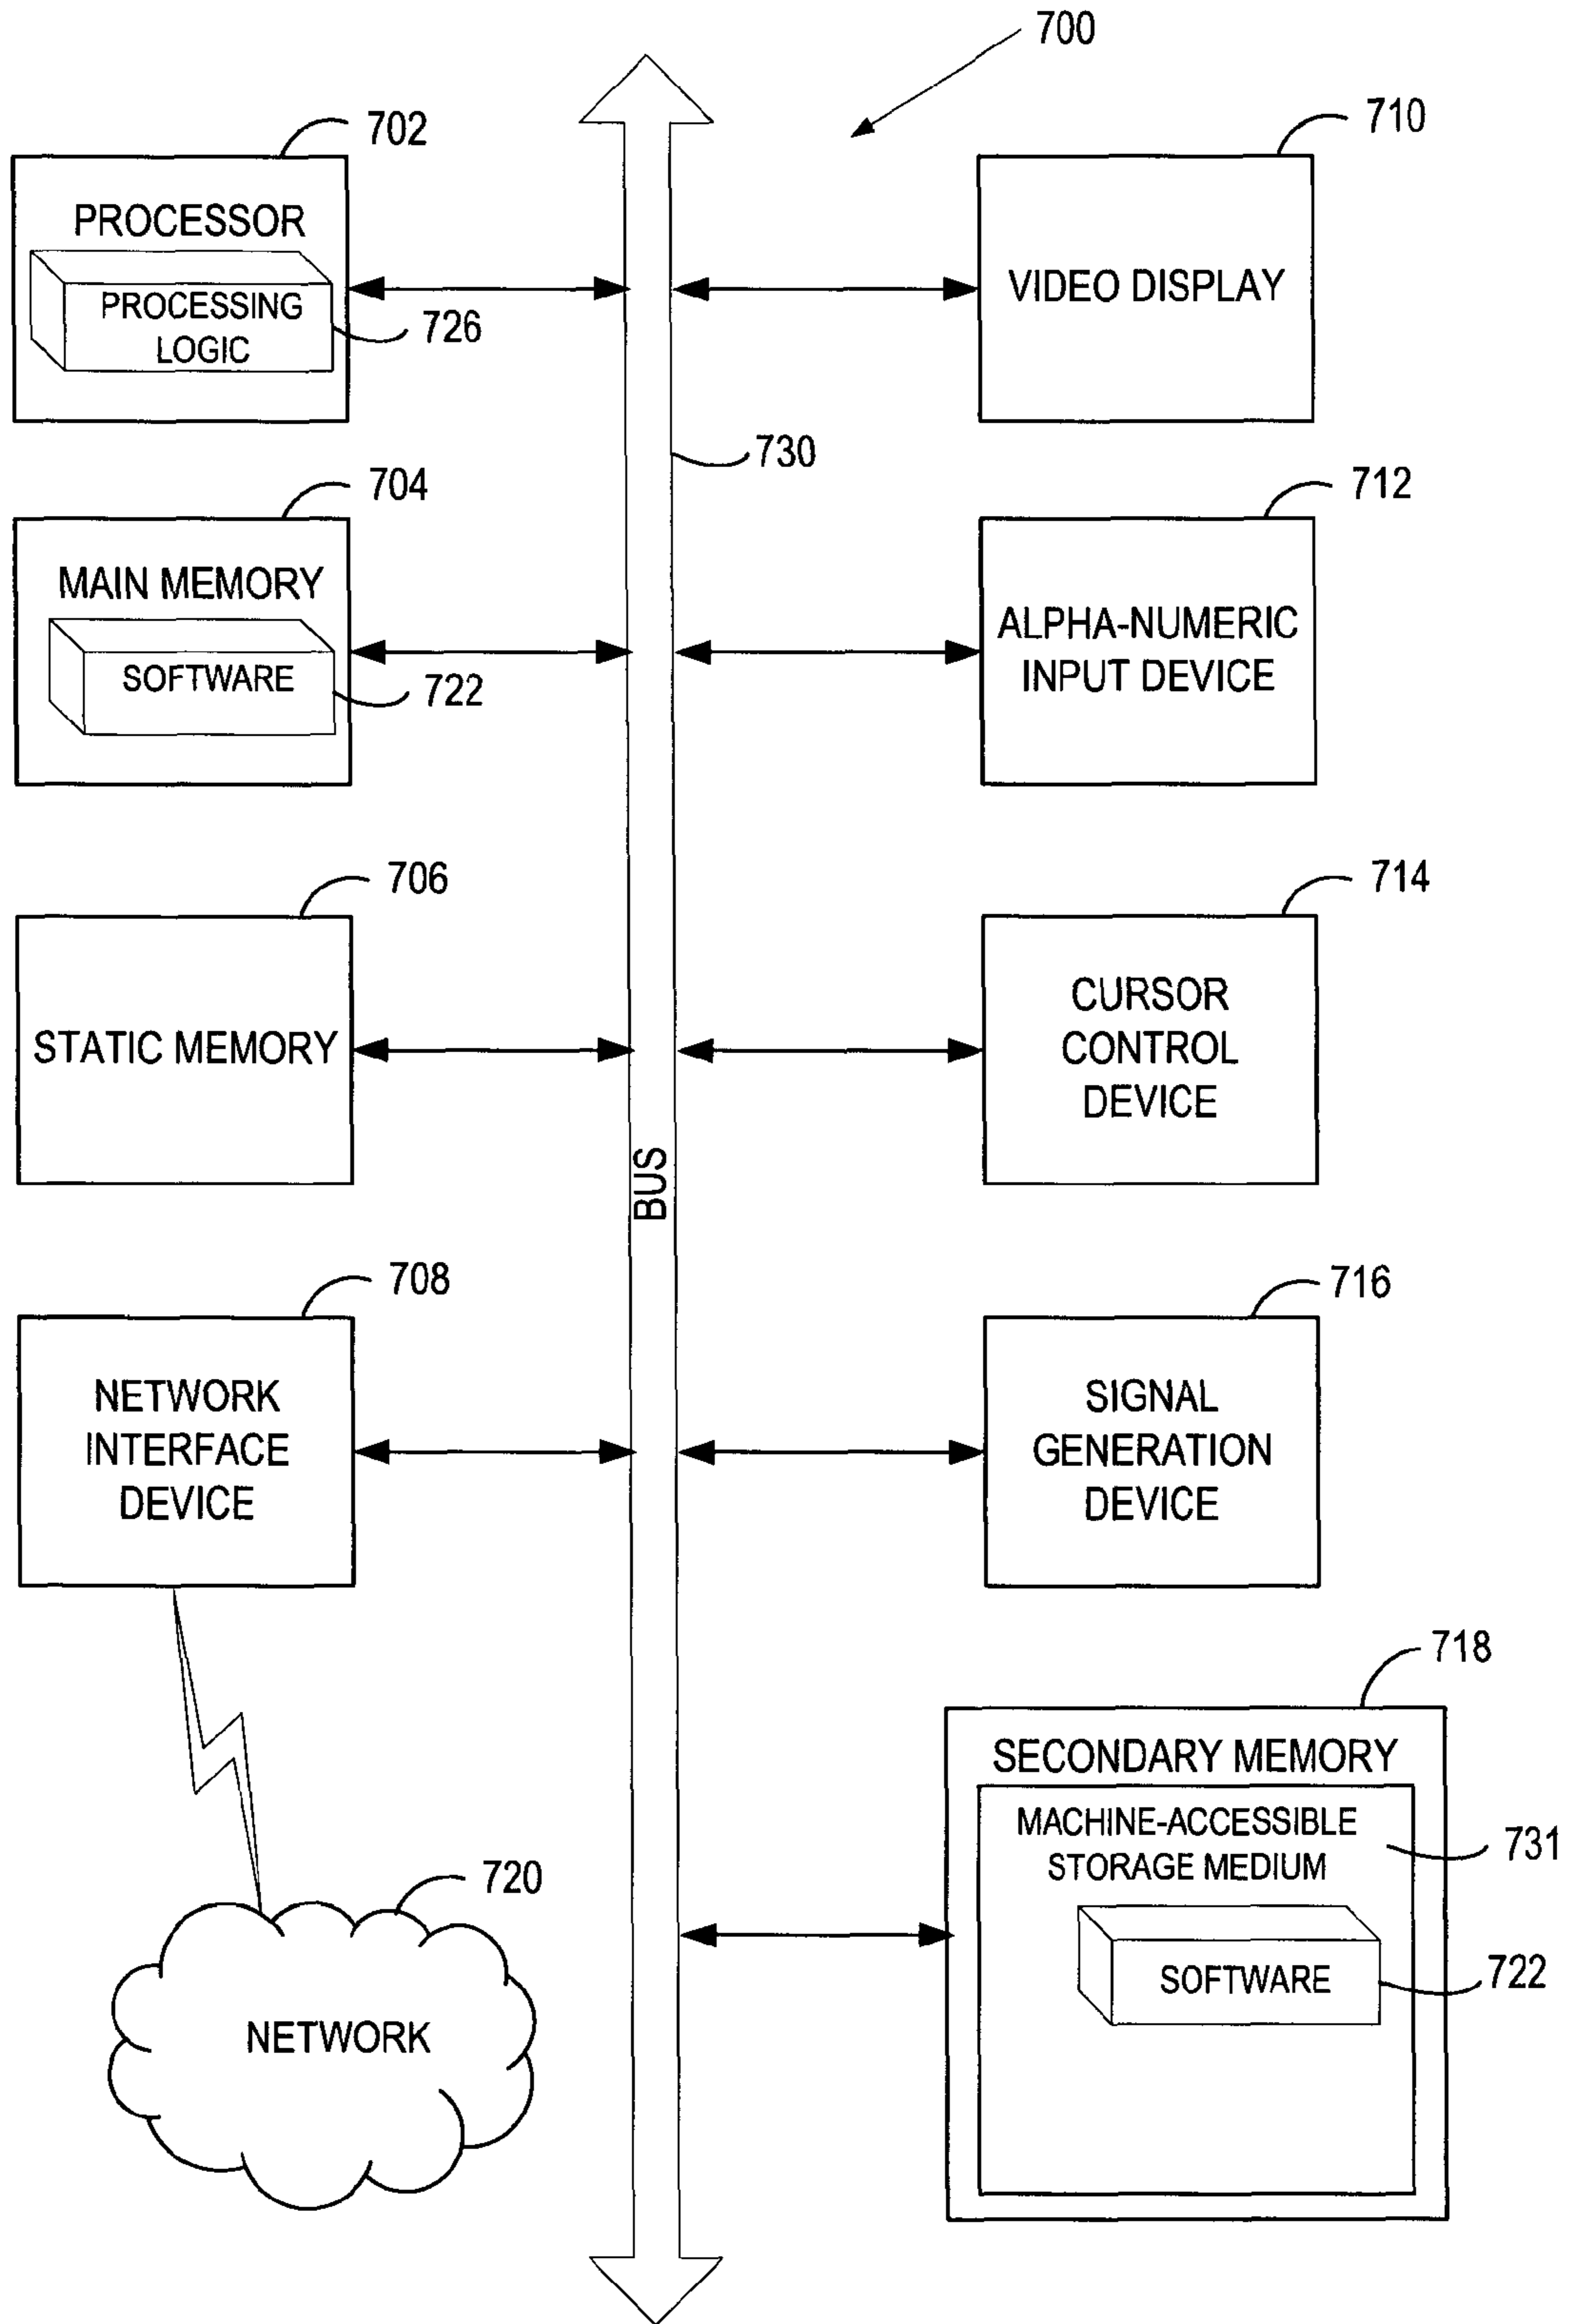 700
702
PROCESSOR
PROCESSING
LOGIC
726
710
VIDEO DISPLAY
730
704
MAIN MEMORY
SOFTWARE
722
712
ALPHA-NUMERIC
INPUT DEVICE
706
STATIC MEMORY
714
CURSOR
CONTROL
DEVICE
BUS
708
NETWORK
INTERFACE
DEVICE
716
SIGNAL
GENERATION
DEVICE
718
SECONDARY MEMORY
MACHINE-ACCESSIBLE
STORAGE MEDIUM
731
SOFTWARE
722
720
NETWORK